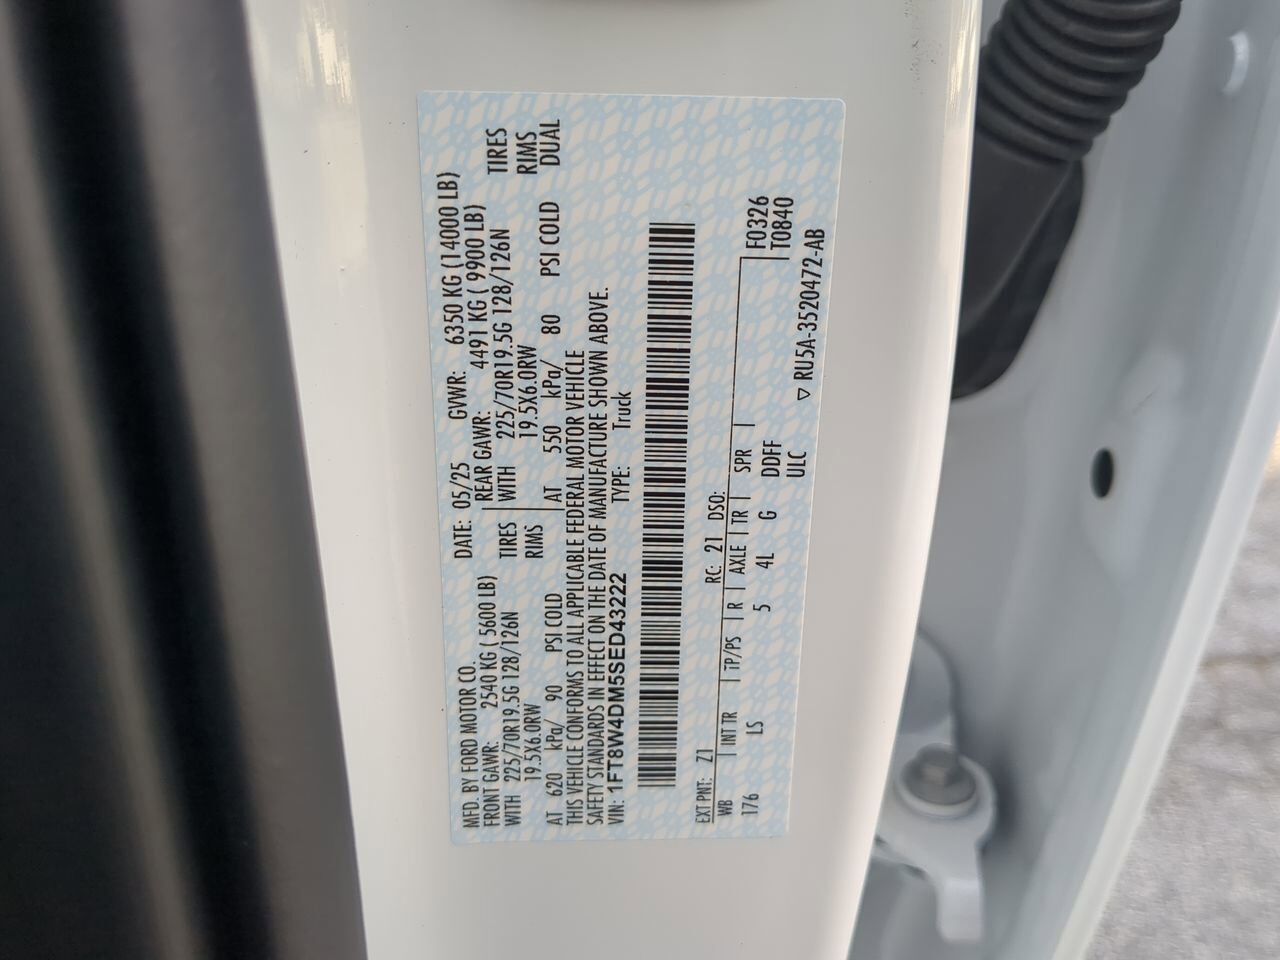 MFD. BY FORD MOTOR CO.
DATE: 05/25 GVWR: 6350 KG (14000 LB)
FRONT GAWR: 2540 KG ( 5600 LB)
REAR GAWR: 4491 KG ( 9900 LB)
WITH 225/70R19.5G 128/126N TIRES
WITH 225/70R19.5G 128/126N TIRES
19.5X6.0RW RIMS
19.5X6.0RW RIMS
AT 620 kPa/ 90 PSI COLD
AT 550 kPa/ 80 PSI COLD DUAL
THIS VEHICLE CONFORMS TO ALL APPLICABLE FEDERAL MOTOR VEHICLE
SAFETY STANDARDS IN EFFECT ON THE DATE OF MANUFACTURE SHOWN ABOVE.
VIN: 1FT8W4DM5SED43222 TYPE: Truck
EXT PNT: Z1 RC: 21 DSO: F0326
WB | INT TR | TP/PS | R | AXLE | TR | SPR | T0840
176 LS 5 4L G DDFF
ULC
▽ RU5A-3520472-AB